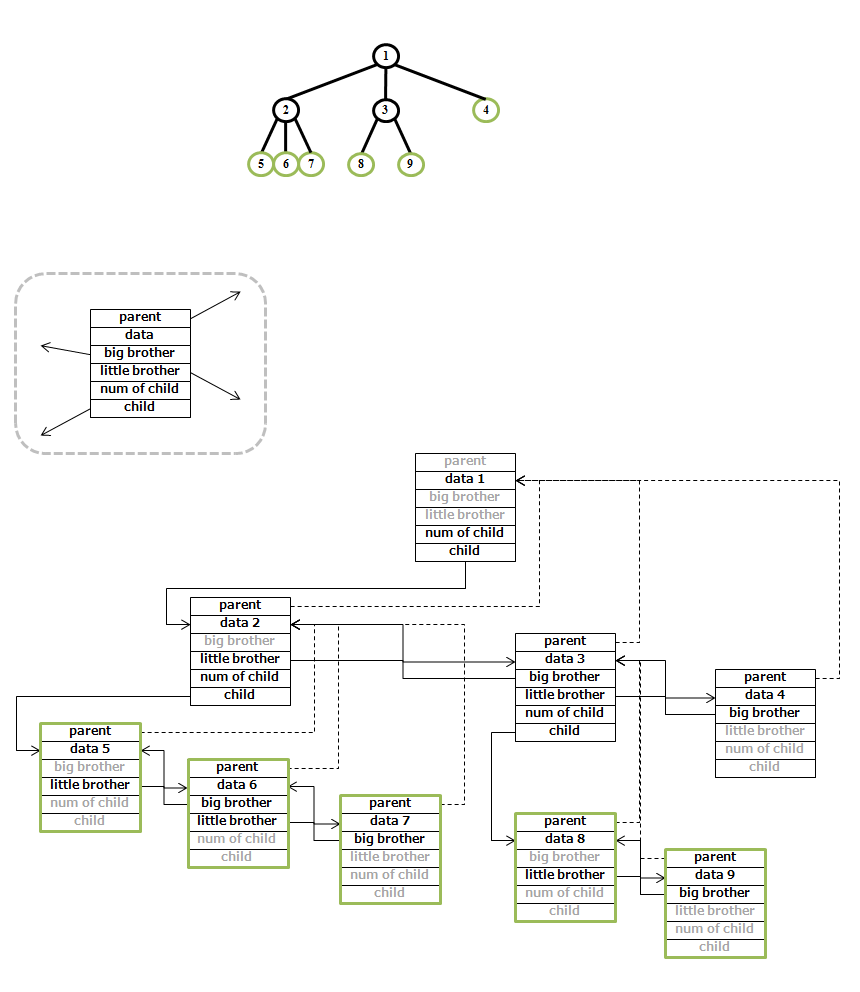 1
2
3
4
5
6
7
8
9
parent
data
big brother
little brother
num of child
child
parent
data 1
big brother
little brother
num of child
child
parent
data 2
big brother
little brother
num of child
child
parent
data 3
big brother
little brother
num of child
child
parent
data 4
big brother
little brother
num of child
child
parent
data 5
big brother
little brother
num of child
child
parent
data 6
big brother
little brother
num of child
child
parent
data 7
big brother
little brother
num of child
child
parent
data 8
big brother
little brother
num of child
child
parent
data 9
big brother
little brother
num of child
child